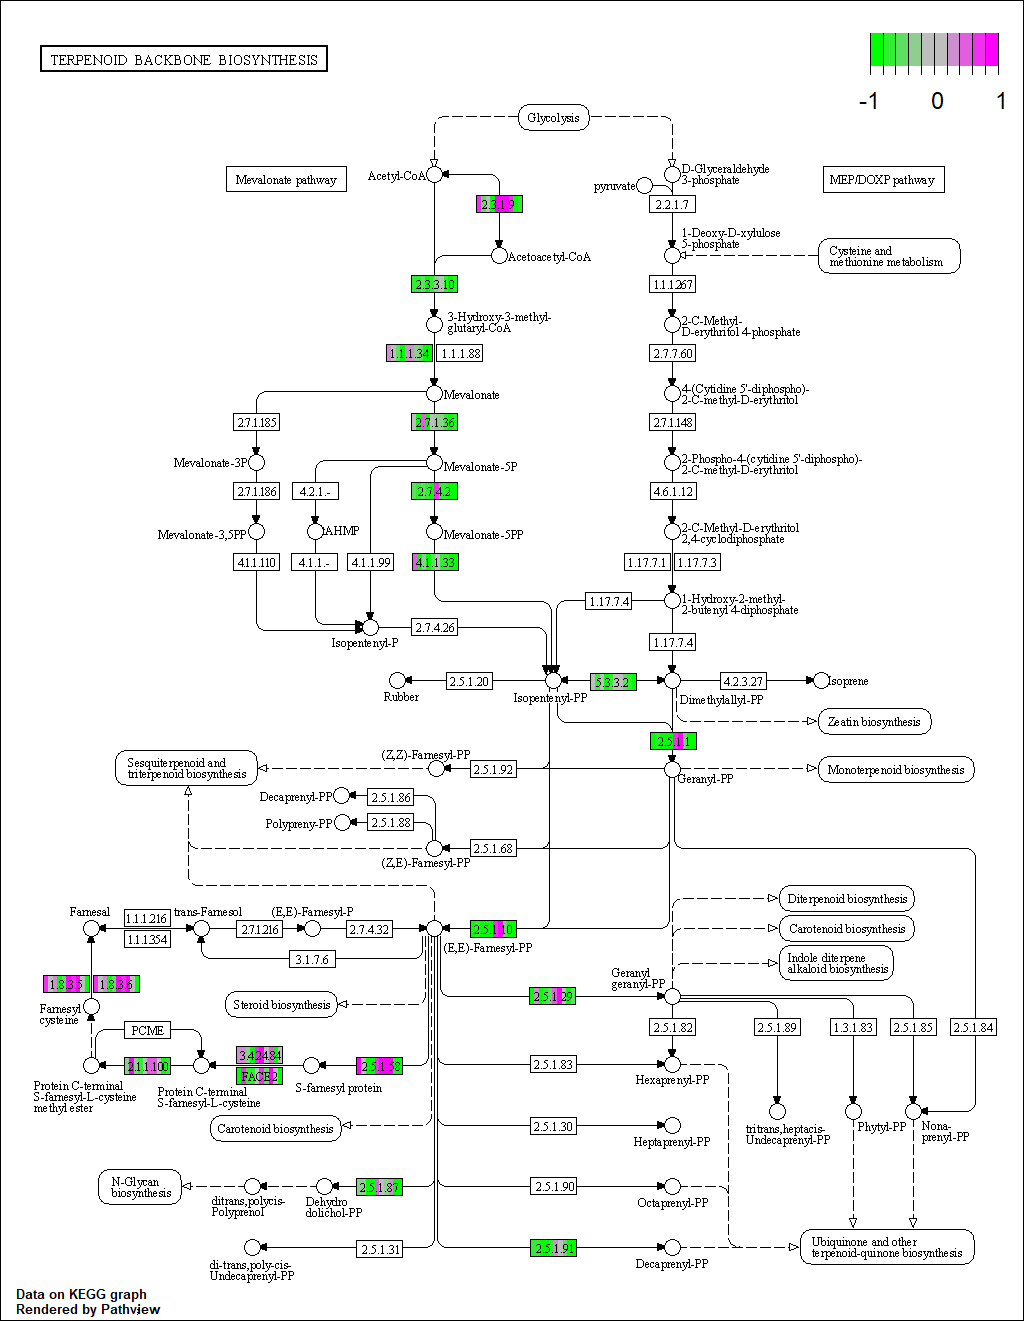 TERPENOID BACKBONE BIOSYNTHESIS
-1 0 1
Glycolysis
Mevalonate pathway
Acetyl-CoA
D-Glyceraldehyde
3-phosphate
pyruvate
MEP/DOXP pathway
2.3.1.9
2.2.1.7
Acetoacetyl-CoA
1-Deoxy-D-xylulose
5-phosphate
Cysteine and
methionine metabolism
2.3.3.10
1.1.1.267
3-Hydroxy-3-methyl-
glutaryl-CoA
2-C-Methyl-
D-erythritol 4-phosphate
1.1.1.34
1.1.1.88
2.7.7.60
Mevalonate
4-(Cytidine 5'-diphospho)-
2-C-methyl-D-erythritol
2.7.1.185
2.7.1.36
2.7.1.148
Mevalonate-3P
Mevalonate-5P
2-Phospho-4-(cytidine 5'-diphospho)-
2-C-methyl-D-erythritol
2.7.1.186
4.2.1.-
2.7.4.2
4.6.1.12
Mevalonate-3,5PP
tAHMP
Mevalonate-5PP
2-C-Methyl-D-erythritol
2,4-cyclodiphosphate
4.1.1.110
4.1.1.-
4.1.1.99
4.1.1.33
1.17.7.1
1.17.7.3
1.17.7.4
1-Hydroxy-2-methyl-
2-butenyl 4-diphosphate
Isopentenyl-P
2.7.4.26
1.17.7.4
Rubber
2.5.1.20
Isopentenyl-PP
5.3.3.2
Dimethylallyl-PP
4.2.3.27
Isoprene
Zeatin biosynthesis
2.5.1.1
Sesquiterpenoid and
triterpenoid biosynthesis
(Z,Z)-Farnesyl-PP
2.5.1.92
Geranyl-PP
Monoterpenoid biosynthesis
Decaprenyl-PP
2.5.1.86
Polypreny-PP
2.5.1.88
(Z,E)-Farnesyl-PP
2.5.1.68
Diterpenoid biosynthesis
Farnesal
1.1.1.216
1.1.1.354
trans-Farnesol
2.7.1.216
(E,E)-Farnesyl-P
2.7.4.32
2.5.1.10
(E,E)-Farnesyl-PP
Carotenoid biosynthesis
3.1.7.6
Indole diterpene
alkaloid biosynthesis
1.8.3.5
1.8.3.6
Geranyl
geranyl-PP
Farnesyl
cysteine
Steroid biosynthesis
2.5.1.29
PCME
2.5.1.82
2.5.1.89
1.3.1.83
2.5.1.85
2.5.1.84
3.4.24.84
FACE2
2.1.1.100
2.5.1.58
2.5.1.83
Protein C-terminal
S-farnesyl-L-cysteine
methyl ester
Protein C-terminal
S-farnesyl-L-cysteine
S-farnesyl protein
Hexaprenyl-PP
Carotenoid biosynthesis
2.5.1.30
Heptaprenyl-PP
tritrans,heptacis-
Undecaprenyl-PP
Phytyl-PP
Nona-
prenyl-PP
N-Glycan
biosynthesis
ditrans,polycis-
Polyprenol
Dehydro
dolichol-PP
2.5.1.87
2.5.1.90
Octaprenyl-PP
di-trans,poly-cis-
Undecaprenyl-PP
2.5.1.31
2.5.1.91
Decaprenyl-PP
Ubiquinone and other
terpenoid-quinone biosynthesis
Data on KEGG graph
Rendered by Pathview